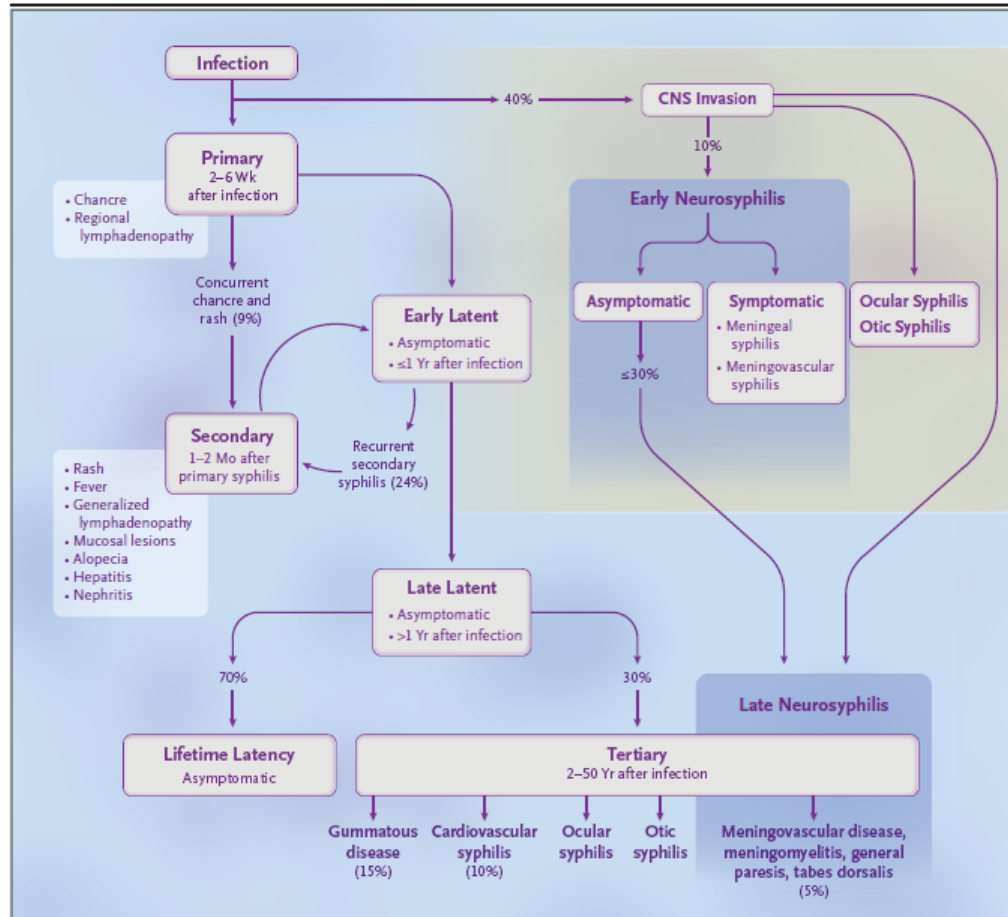 Infection
40%
CNS Invasion
10%
Primary
2–6 Wk
after infection
• Chancre
• Regional
lymphadenopathy
Concurrent
chancre and
rash (9%)
Early Latent
• Asymptomatic
• ≤1 Yr after infection
Secondary
1–2 Mo after
primary syphilis
• Rash
• Fever
• Generalized
lymphadenopathy
• Mucosal lesions
• Alopecia
• Hepatitis
• Nephritis
Recurrent
secondary
syphilis (24%)
Early Neurosyphilis
Asymptomatic
≤30%
Symptomatic
• Meningeal
syphilis
• Meningovascular
syphilis
Ocular Syphilis
Otic Syphilis
Late Latent
• Asymptomatic
• >1 Yr after infection
70%
30%
Lifetime Latency
Asymptomatic
Late Neurosyphilis
Tertiary
2–50 Yr after infection
Gummatous
disease
(15%)
Cardiovascular
syphilis
(10%)
Ocular
syphilis
Otic
syphilis
Meningovascular disease,
meningomyelitis, general
paresis, tabes dorsalis
(5%)